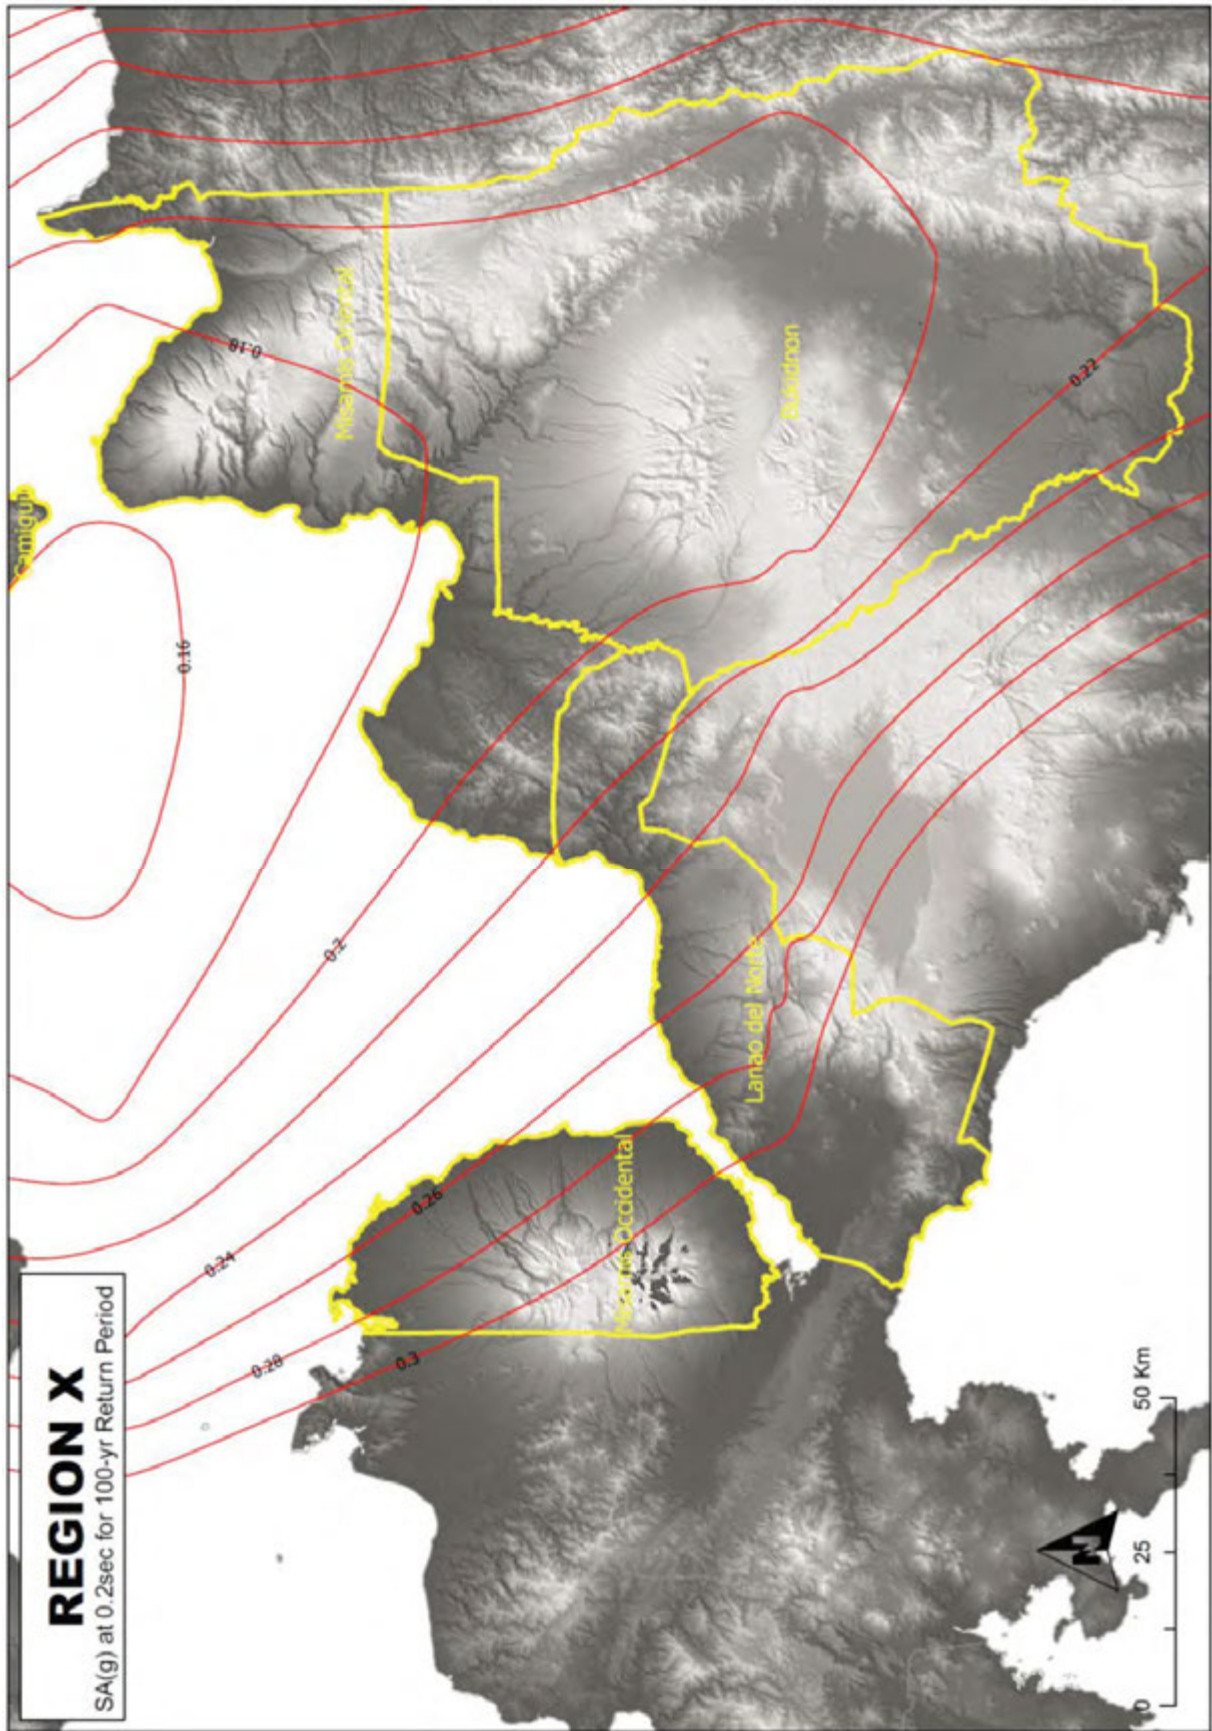 REGION X
SA(g) at 0.2sec for 100-yr Return Period
Camiguin
0.16
0.18
Misamis Oriental
0.2
Bukidnon
0.22
0.24
0.26
0.28
0.3
Lanao del Norte
Misamis Occidental
N
0 25 50 Km